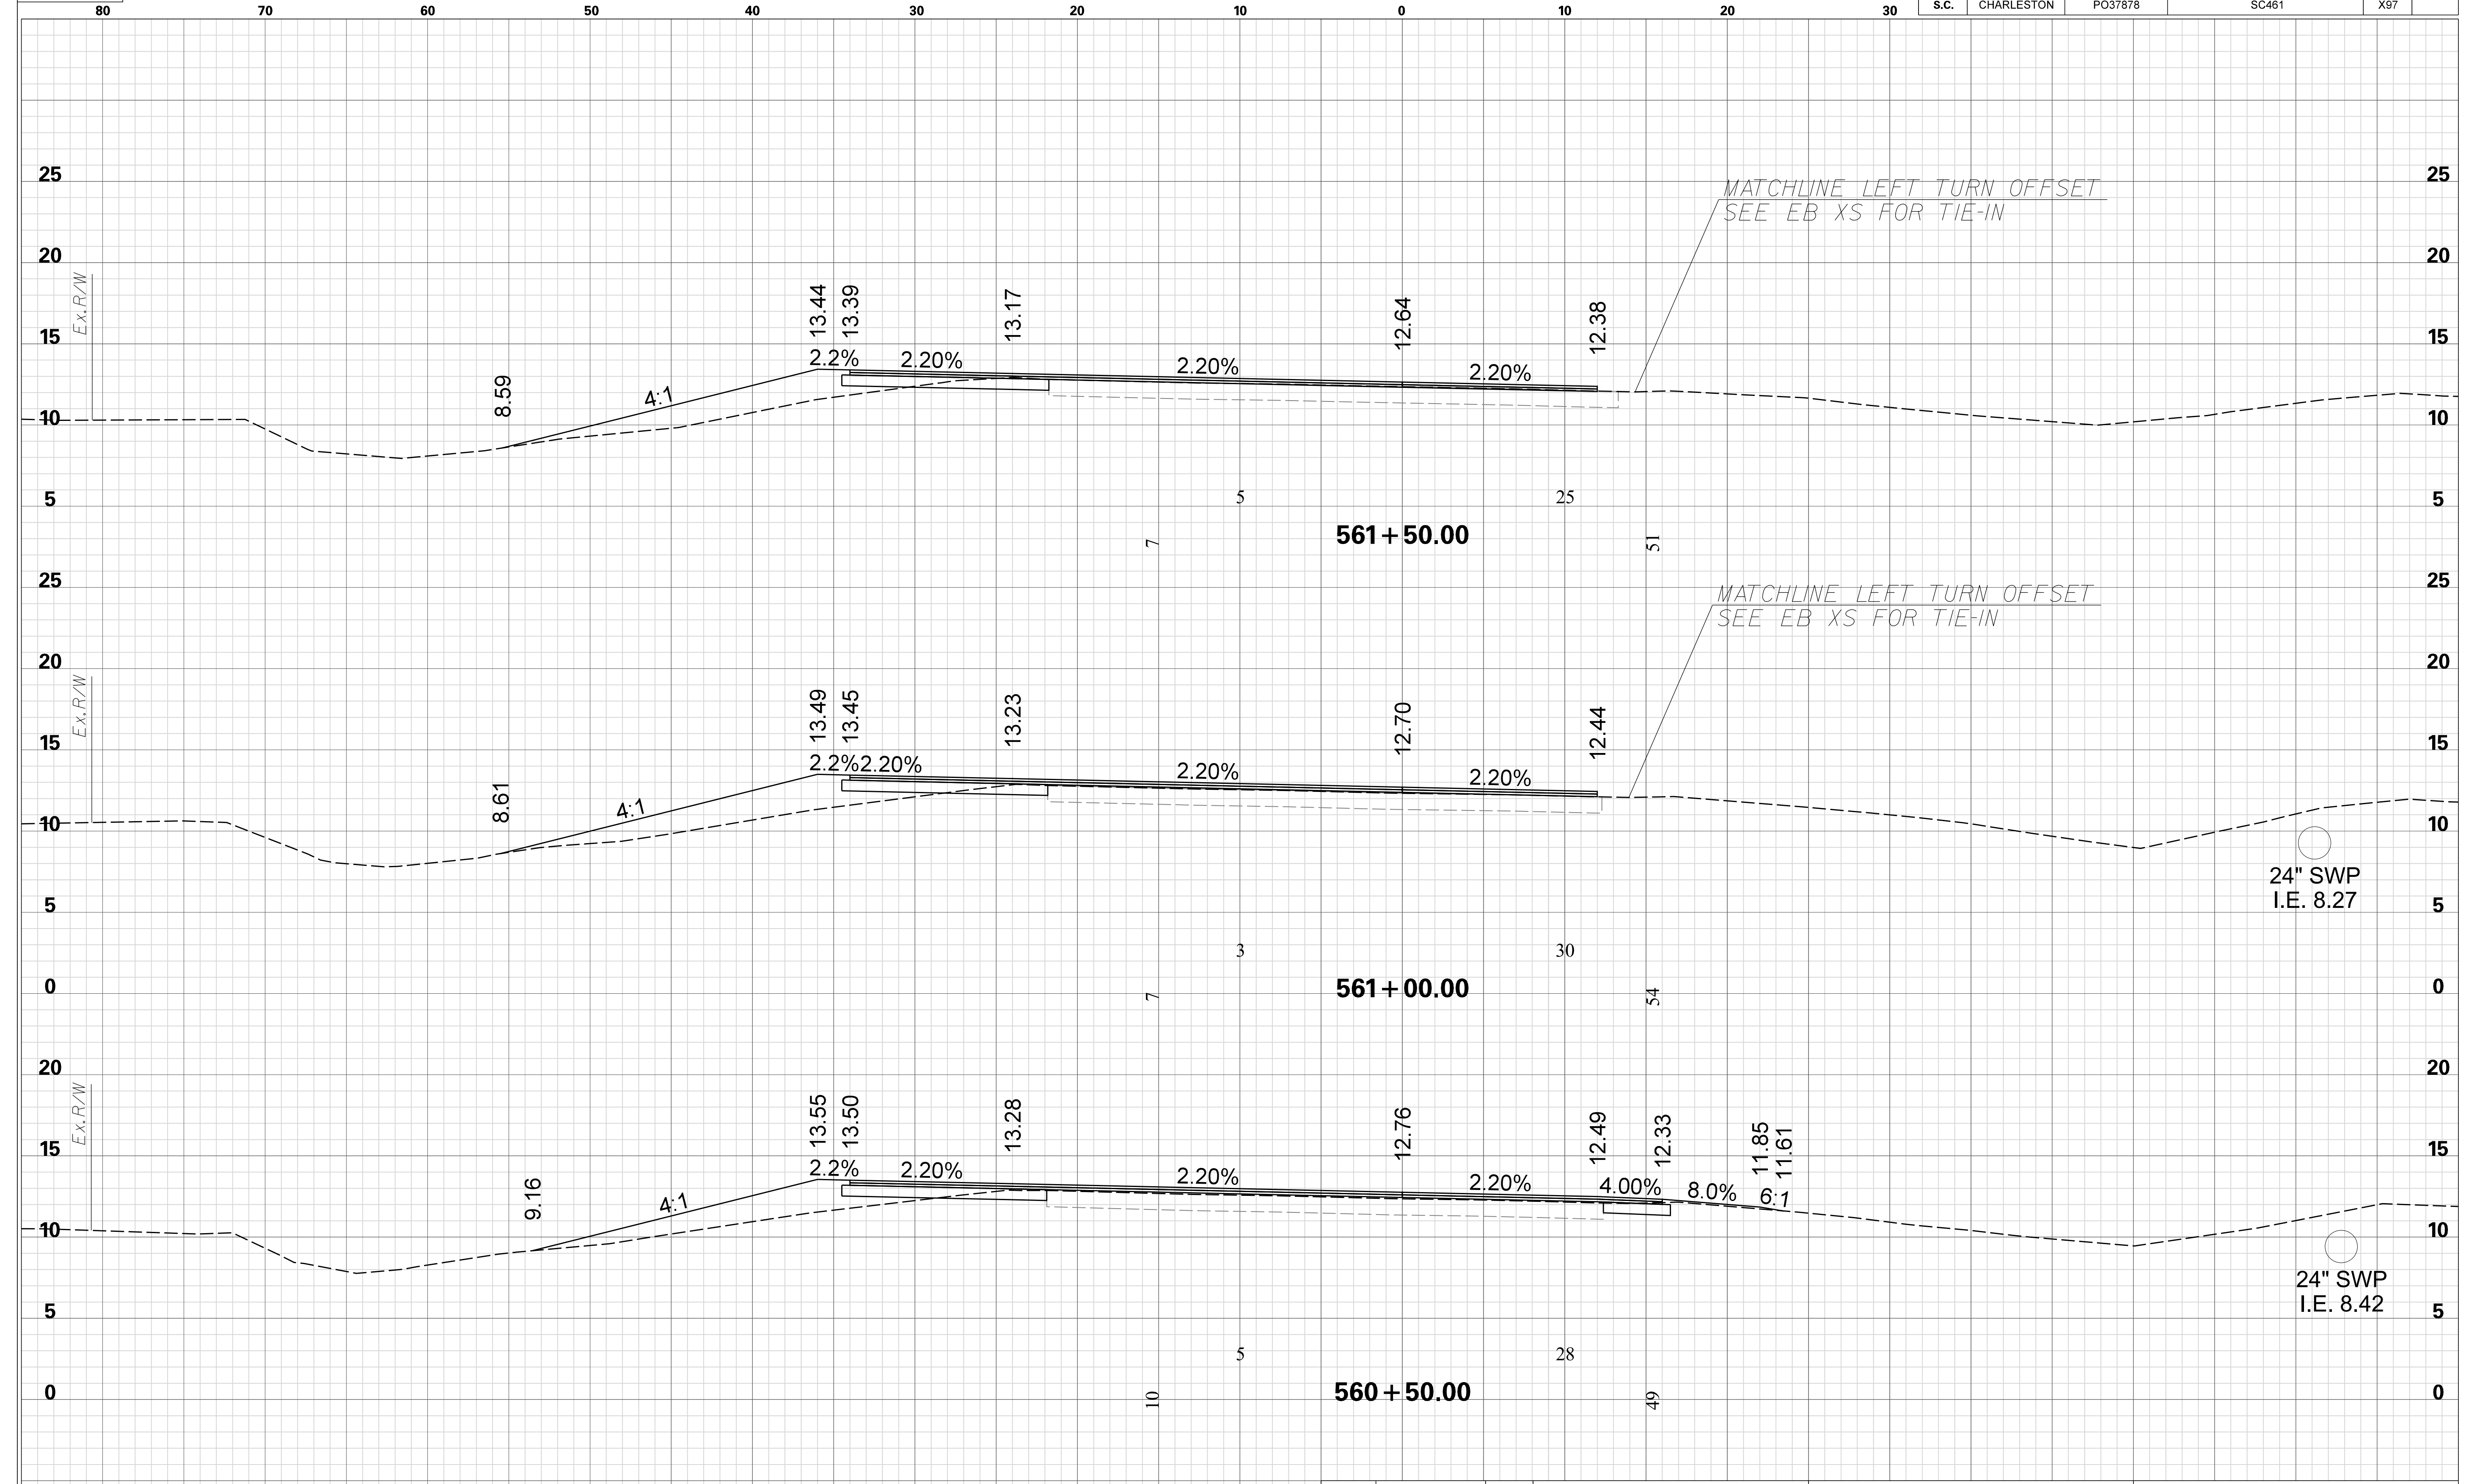 80 70 60 50 40 30 20 10 0 10 20 30
S.C. CHARLESTON PO37878 SC461 X97
25 25
MATCHLINE LEFT TURN OFFSET
SEE EB XS FOR TIE-IN
20 20
Ex.R/W
13.44 13.39 13.17 12.64 12.38
15 15
2.2% 2.20% 2.20% 2.20%
8.59 4:1
10 10
5 5
5 25
561+50.00
7 51
25 25
MATCHLINE LEFT TURN OFFSET
SEE EB XS FOR TIE-IN
20 20
Ex.R/W
13.49 13.45 13.23 12.70 12.44
15 15
2.2% 2.20% 2.20% 2.20%
8.61 4:1
10 10
24" SWP
I.E. 8.27
5 5
3 30
561+00.00
0 0
7 54
20 20
Ex.R/W
13.55 13.50 13.28 12.76 12.49 12.33 11.85 11.61
15 15
2.2% 2.20% 2.20% 2.20% 4.00% 8.0% 6:1
9.16 4:1
10 10
24" SWP
I.E. 8.42
5 5
5 28
560+50.00
0 0
10 49